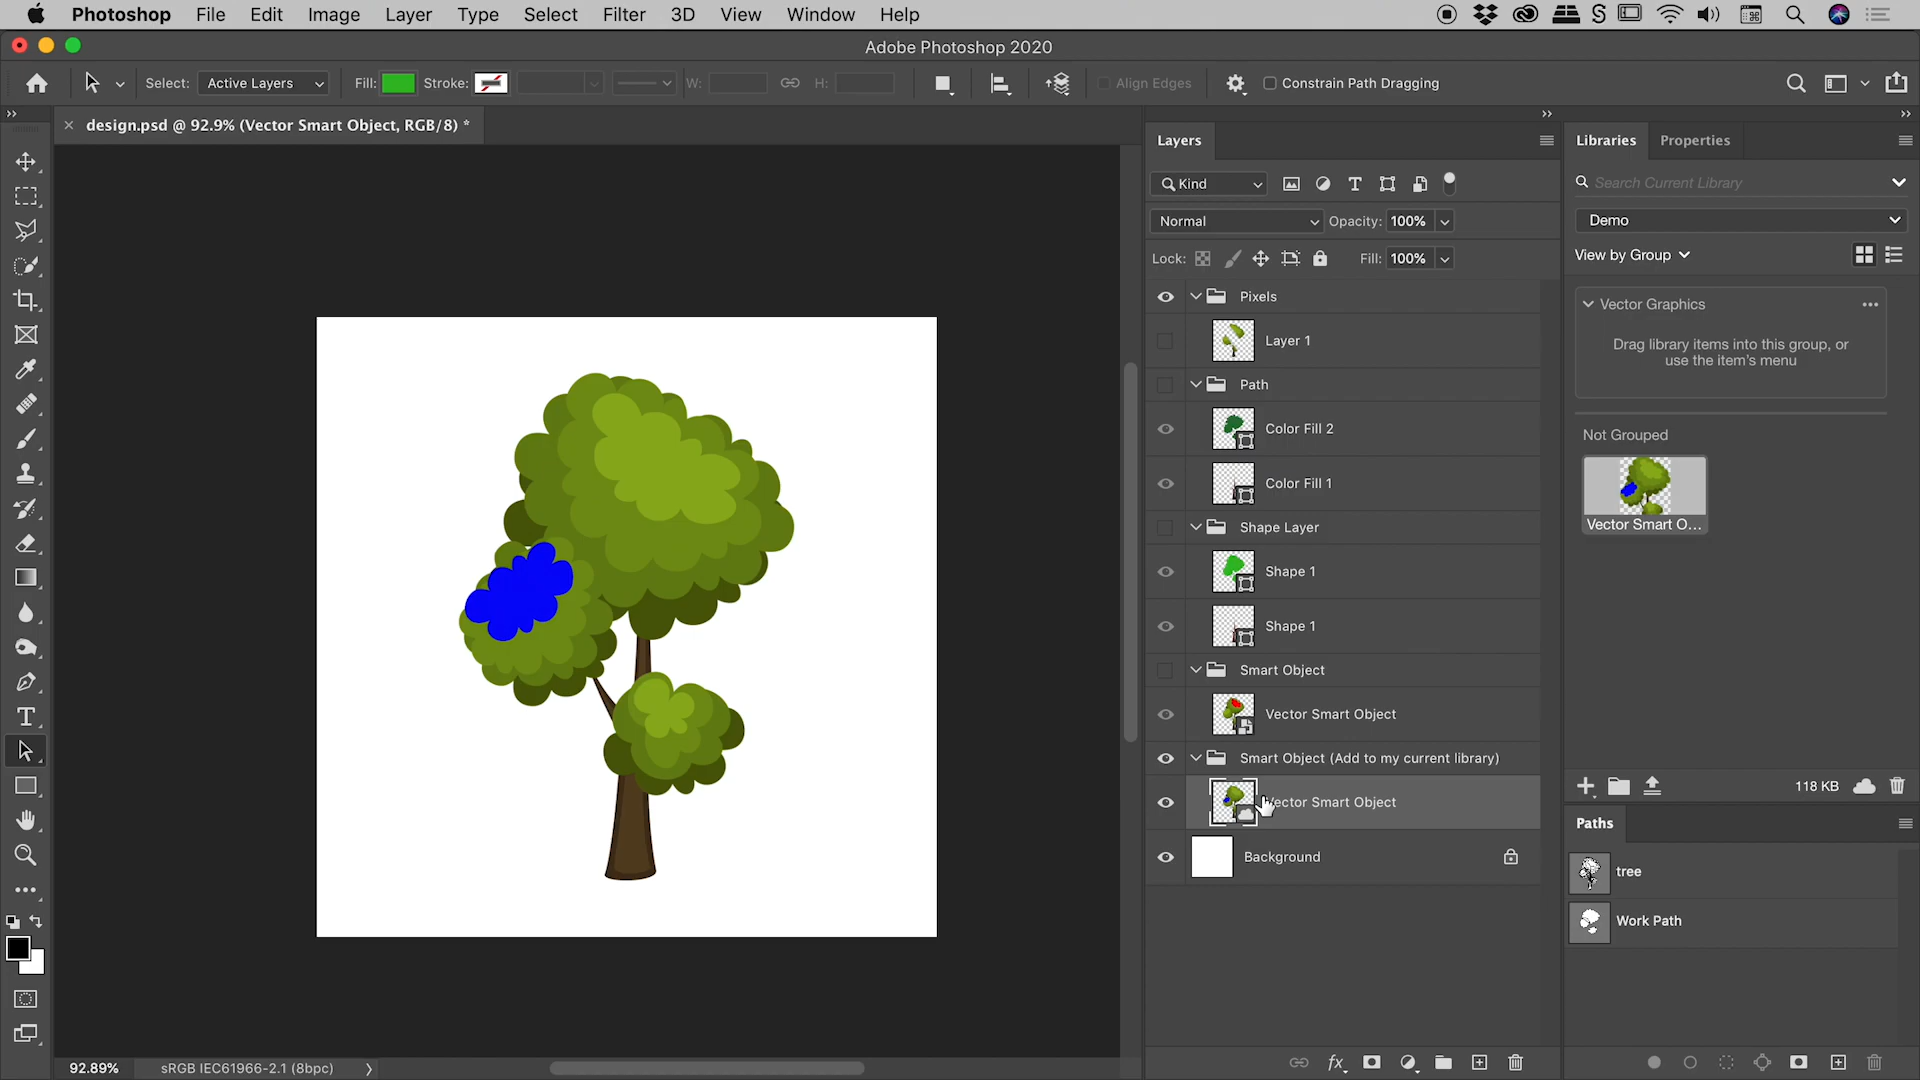 Photoshop File Edit Image Layer Type Select Filter 3D View Window Help
Adobe Photoshop 2020
Select: Active Layers Fill: Stroke: W: H: Align Edges Constrain Path Dragging
design.psd @ 92.9% (Vector Smart Object, RGB/8) *
Layers
Kind
Normal Opacity: 100%
Lock: Fill: 100%
Pixels
Layer 1
Path
Color Fill 2
Color Fill 1
Shape Layer
Shape 1
Shape 1
Smart Object
Vector Smart Object
Smart Object (Add to my current library)
Vector Smart Object
Background
Libraries Properties
Search Current Library
Demo
View by Group
Vector Graphics
Drag library items into this group, or
use the item's menu
Not Grouped
Vector Smart O...
118 KB
Paths
tree
Work Path
92.89% sRGB IEC61966-2.1 (8bpc)